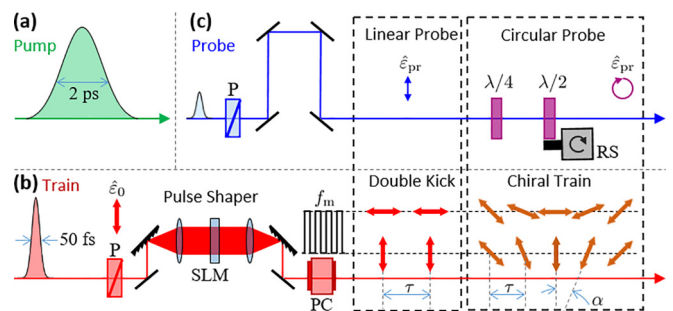 (a)
Pump
2 ps
(c)
Probe
P
Linear Probe
ε̂pr
Circular Probe
λ/4
λ/2
ε̂pr
RS
(b)
Train
ε̂0
50 fs
P
Pulse Shaper
SLM
fm
PC
Double Kick
τ
Chiral Train
τ
α